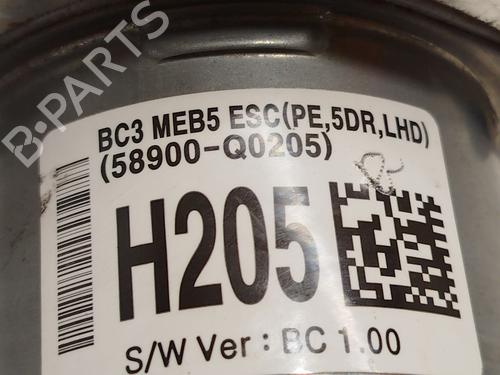 B-PARTS
BC3 MEB5 ESC(PE,5DR,LHD)
(58900-Q0205)
H205
S/W Ver : BC 1.00